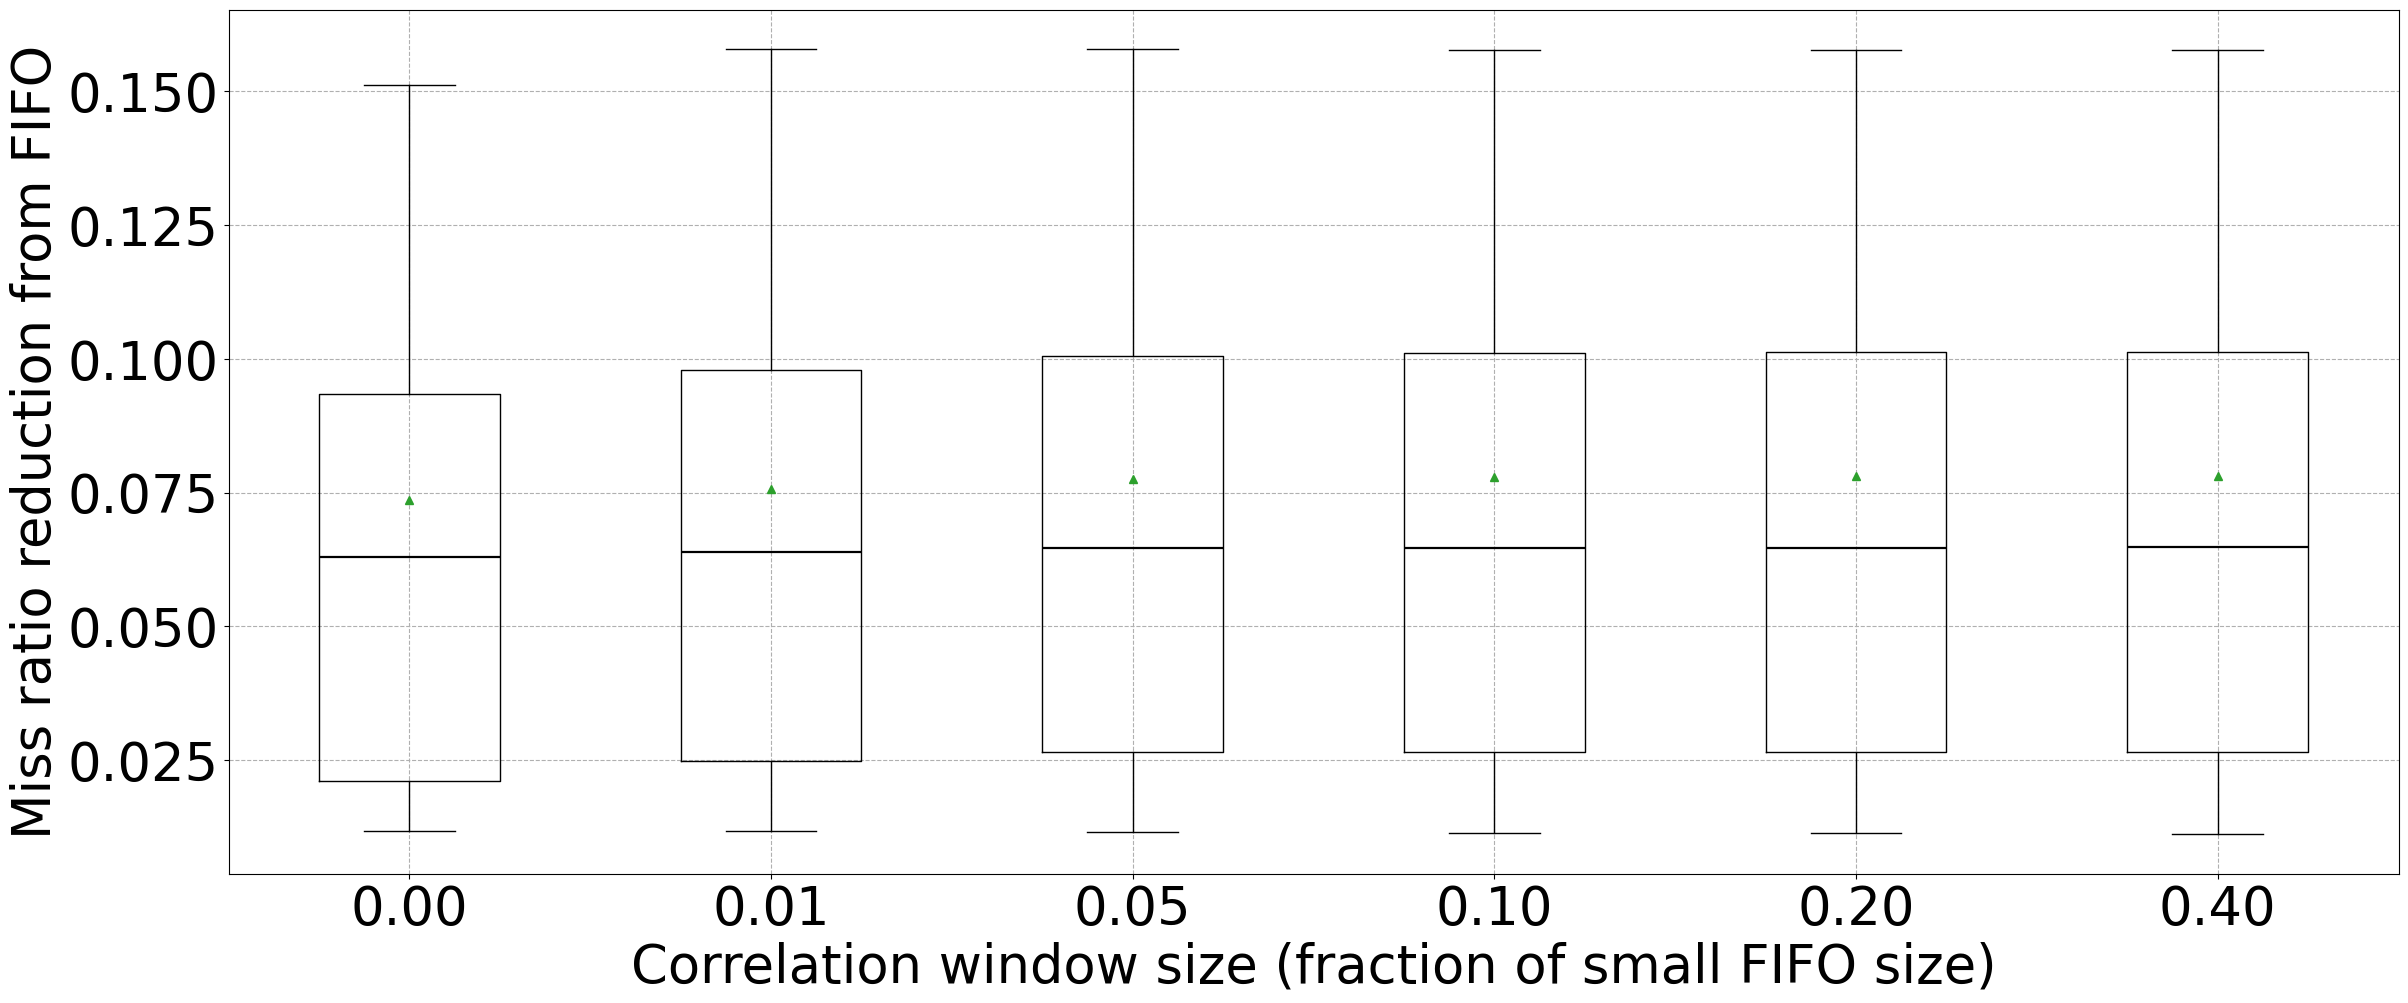 Miss ratio reduction from FIFO
0.150
0.125
0.100
0.075
0.050
0.025
0.00 0.01 0.05 0.10 0.20 0.40
Correlation window size (fraction of small FIFO size)